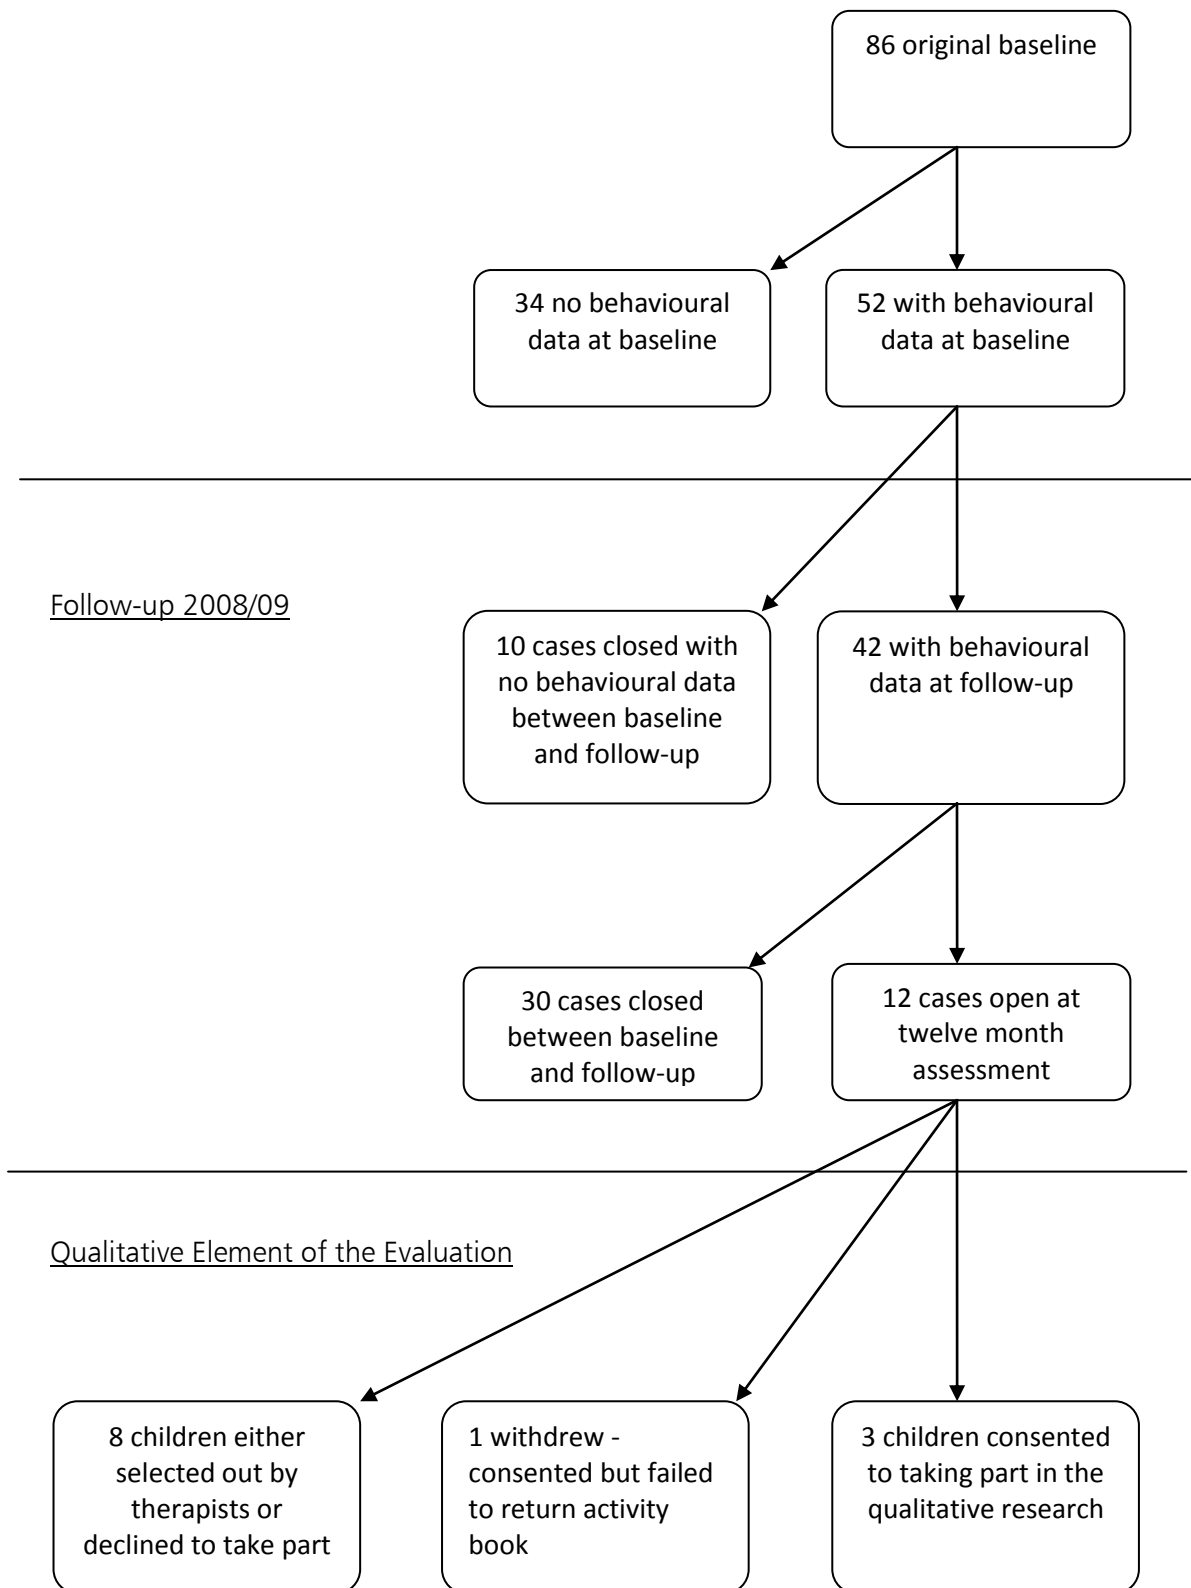 86 original baseline
34 no behavioural
data at baseline
52 with behavioural
data at baseline
Follow-up 2008/09
10 cases closed with
no behavioural data
between baseline
and follow-up
42 with behavioural
data at follow-up
30 cases closed
between baseline
and follow-up
12 cases open at
twelve month
assessment
Qualitative Element of the Evaluation
8 children either
selected out by
therapists or
declined to take part
1 withdrew -
consented but failed
to return activity
book
3 children consented
to taking part in the
qualitative research